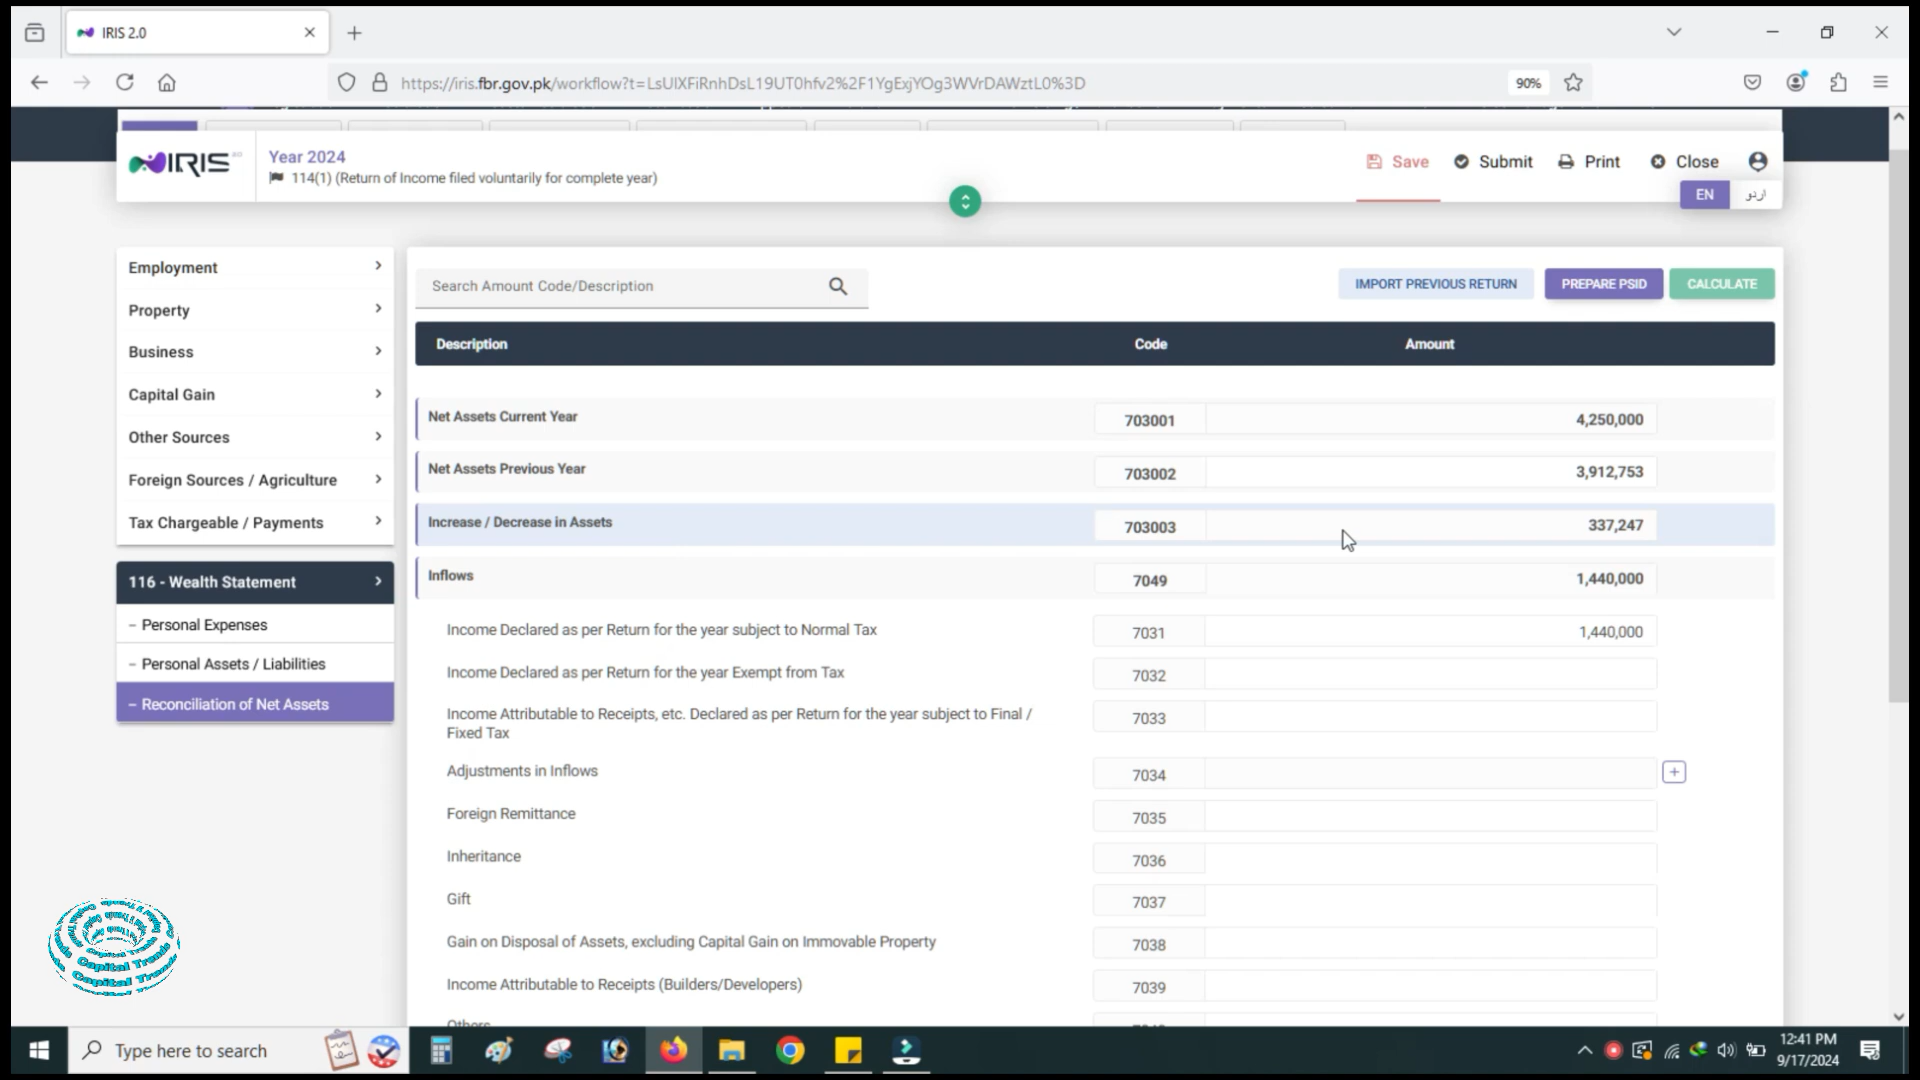 IRIS 2.0
https://iris.fbr.gov.pk/workflow?t=LsUlXFiRnhDsL19UT0hfv2%2F1YgExjYOg3WVrDAWztL0%3D
90%
IRIS
Year 2024
114(1) (Return of Income filed voluntarily for complete year)
Save
Submit
Print
Close
EN
اردو
Employment
Property
Business
Capital Gain
Other Sources
Foreign Sources / Agriculture
Tax Chargeable / Payments
116 - Wealth Statement
– Personal Expenses
– Personal Assets / Liabilities
– Reconciliation of Net Assets
Search Amount Code/Description
IMPORT PREVIOUS RETURN
PREPARE PSID
CALCULATE
Description Code Amount
Net Assets Current Year 703001 4,250,000
Net Assets Previous Year 703002 3,912,753
Increase / Decrease in Assets 703003 337,247
Inflows 7049 1,440,000
Income Declared as per Return for the year subject to Normal Tax 7031 1,440,000
Income Declared as per Return for the year Exempt from Tax 7032
Income Attributable to Receipts, etc. Declared as per Return for the year subject to Final /
Fixed Tax 7033
Adjustments in Inflows 7034 +
Foreign Remittance 7035
Inheritance 7036
Gift 7037
Gain on Disposal of Assets, excluding Capital Gain on Immovable Property 7038
Income Attributable to Receipts (Builders/Developers) 7039
Others
Capital Trends
Capital Trends
Type here to search
12:41 PM
9/17/2024